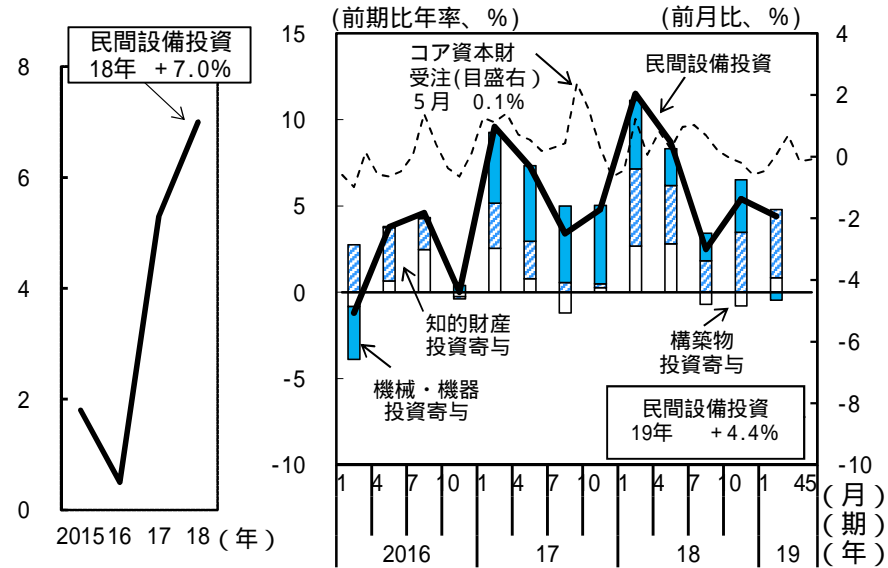 民間設備投資
18年 +7.0%
8
6
4
2
0
2015 16 17 18 (年)
(前期比年率、%)
(前月比、%)
15
10
5
0
-5
-10
4
2
0
-2
-4
-6
-8
-10
コア資本財
受注(目盛右)
5月 0.1%
民間設備投資
知的財産
投資寄与
機械・機器
投資寄与
構築物
投資寄与
民間設備投資
19年 +4.4%
1 4 7 10 1 4 7 10 1 4 7 10 1 45
(月)
(期)
2016 17 18 19 (年)